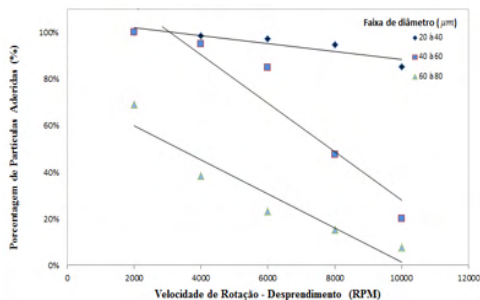 Faixa de diâmetro ( μm)
20 à 40
40 à 60
60 à 80
100%
80%
60%
40%
20%
0%
0
2000
4000
6000
8000
10000
12000
Porcentagem de Partículas Aderidas (%)
Velocidade de Rotação - Desprendimento (RPM)